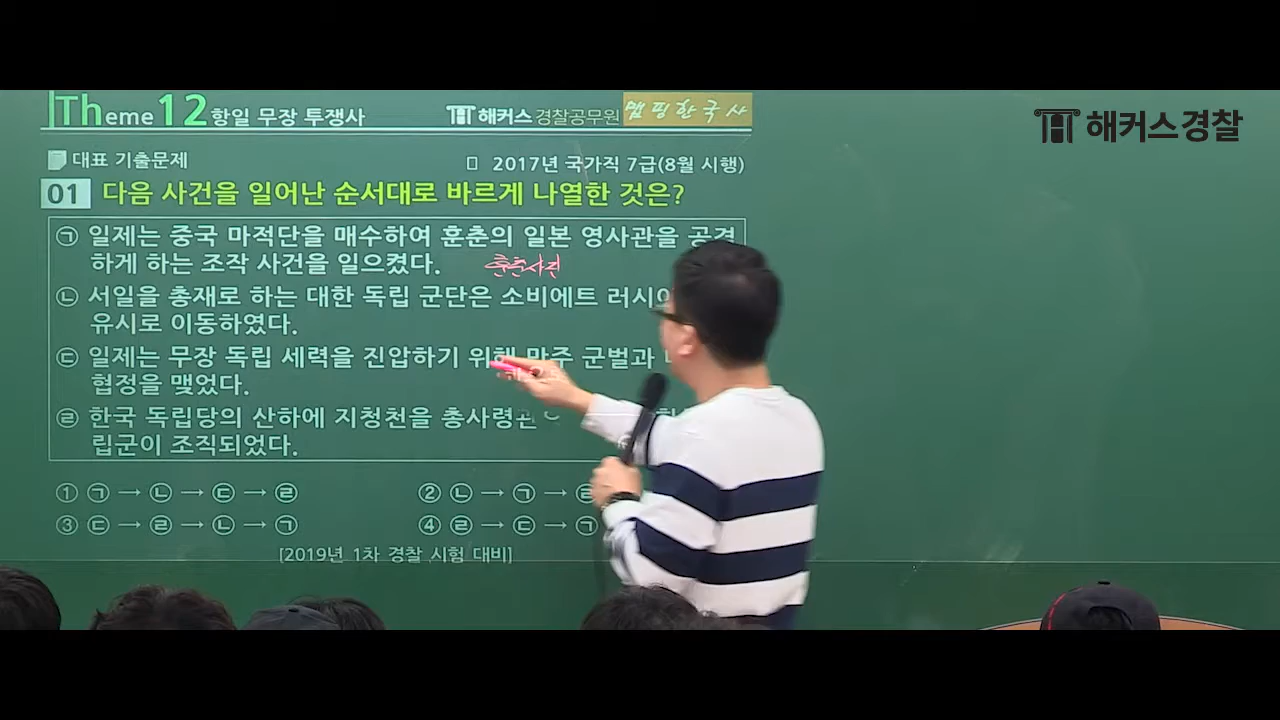 Theme 12 항일 무장 투쟁사
해커스 경찰공무원 맵핑한국사
해커스경찰
대표 기출문제
2017년 국가직 7급(8월 시행)
01 다음 사건을 일어난 순서대로 바르게 나열한 것은?
㉠ 일제는 중국 마적단을 매수하여 훈춘의 일본 영사관을 공격
하게 하는 조작 사건을 일으켰다. 훈춘사건
㉡ 서일을 총재로 하는 대한 독립 군단은 소비에트
유시로 이동하였다.
㉢ 일제는 무장 독립 세력을 진압하기 위해 만주 군벌과
협정을 맺었다.
㉣ 한국 독립당의 산하에 지청천을 총사령관
립군이 조직되었다.
① ㉠ → ㉡ → ㉢ → ㉣ ② ㉡ → ㉠ →
③ ㉢ → ㉣ → ㉡ → ㉠ ④ ㉣ → ㉢ → ㉠
[2019년 1차 경찰 시험 대비]